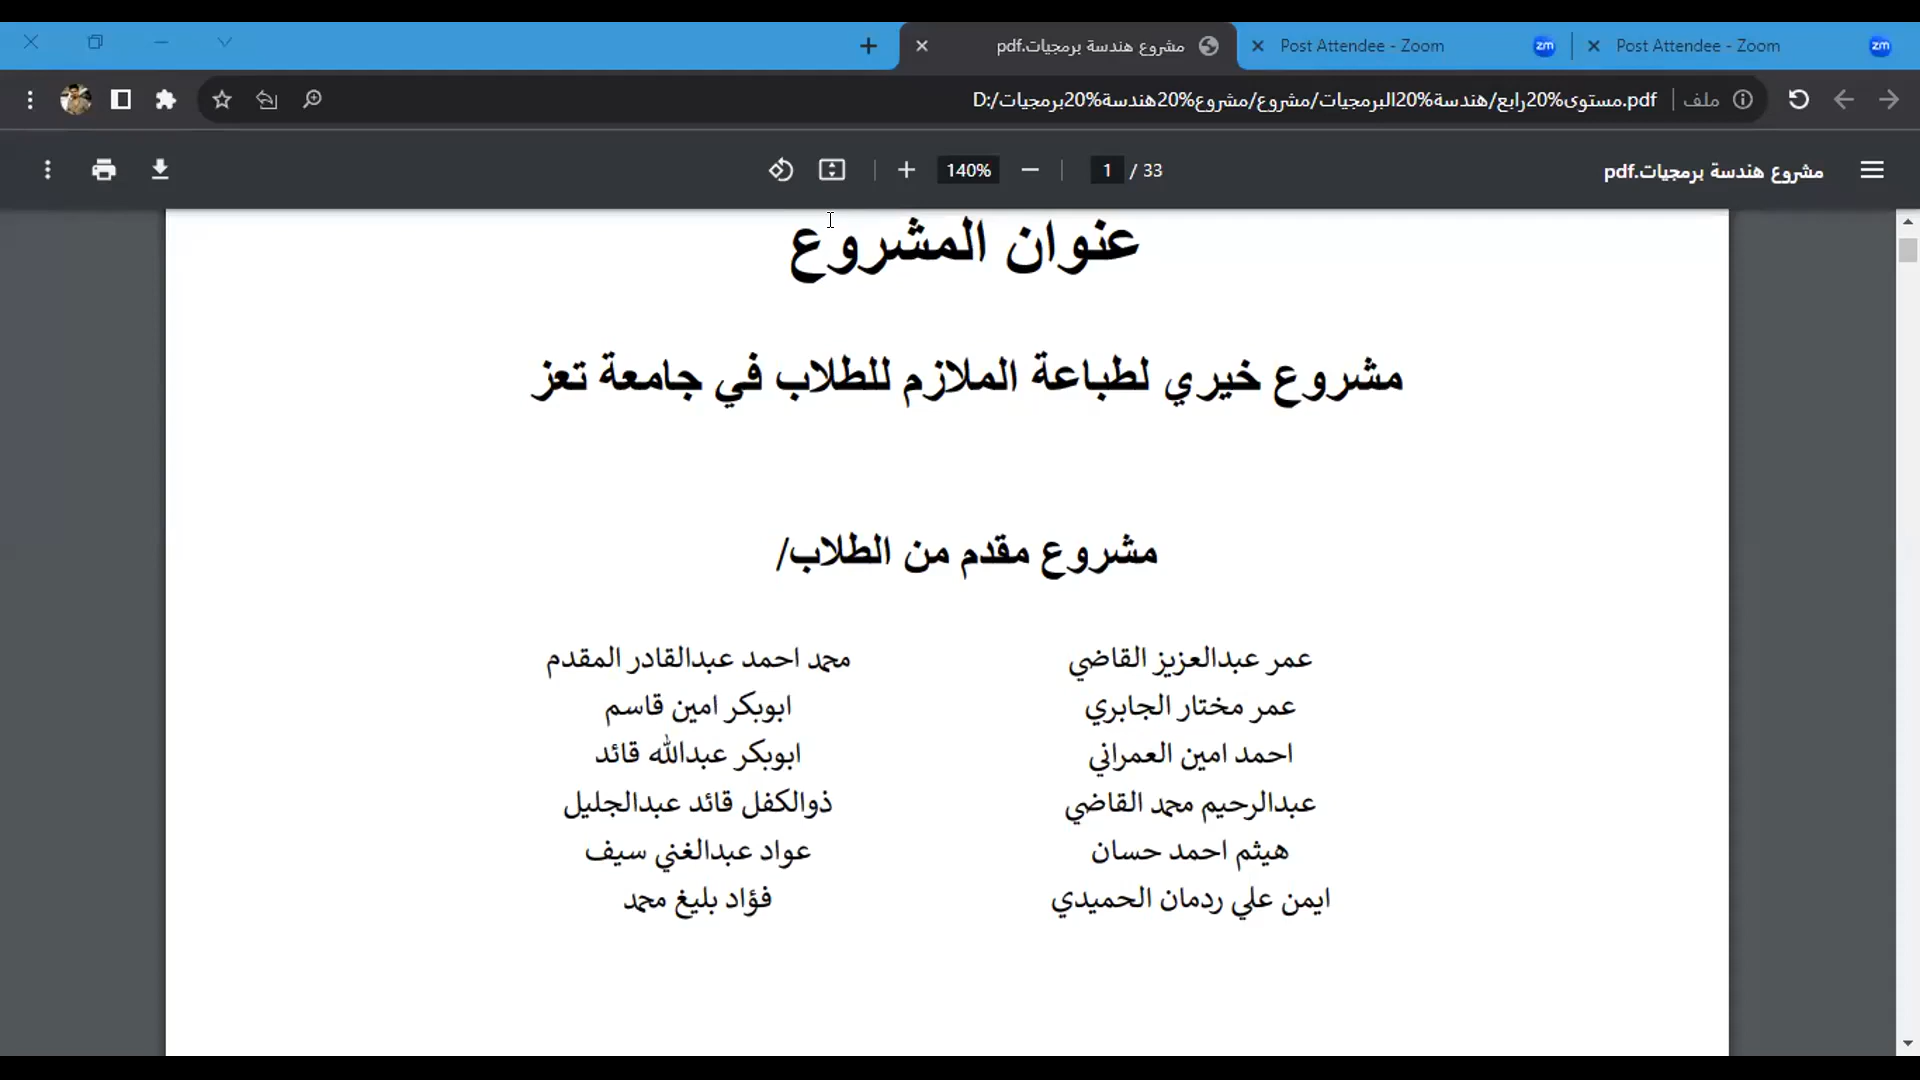 مشروع هندسة برمجيات.pdf
Post Attendee - Zoom
Post Attendee - Zoom
ملف
D:/مستوى%20رابع/هندسة%20البرمجيات/مشروع/مشروع%20هندسة%20برمجيات.pdf
مشروع هندسة برمجيات.pdf
1 / 33
140%
عنوان المشروع
مشروع خيري لطباعة الملازم للطلاب في جامعة تعز
مشروع مقدم من الطلاب/
عمر عبدالعزيز القاضي
عمر مختار الجابري
احمد امين العمراني
عبدالرحيم محمد القاضي
هيثم احمد حسان
ايمن علي ردمان الحميدي
محمد احمد عبدالقادر المقدم
ابوبكر امين قاسم
ابوبكر عبدالله قائد
ذوالكفل قائد عبدالجليل
عواد عبدالغني سيف
فؤاد بليغ محمد